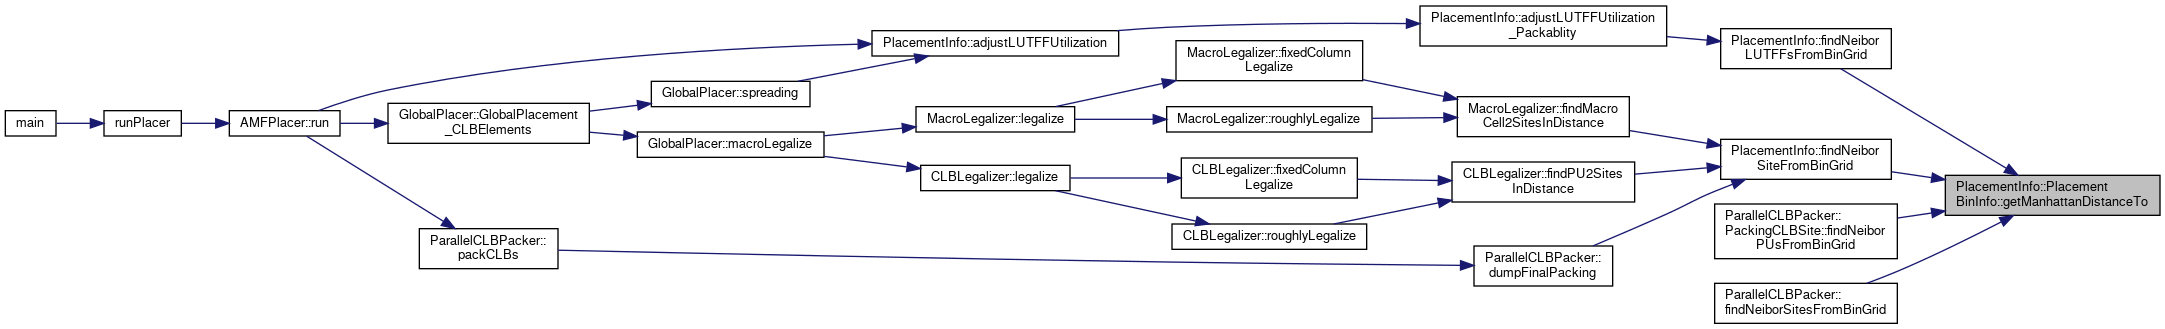 main
runPlacer
AMFPlacer::run
PlacementInfo::adjustLUTFFUtilization
GlobalPlacer::spreading
GlobalPlacer::GlobalPlacement
_CLBElements
GlobalPlacer::macroLegalize
ParallelCLBPacker::
packCLBs
MacroLegalizer::legalize
CLBLegalizer::legalize
MacroLegalizer::fixedColumn
Legalize
MacroLegalizer::roughlyLegalize
CLBLegalizer::fixedColumn
Legalize
CLBLegalizer::roughlyLegalize
PlacementInfo::adjustLUTFFUtilization
_Packablity
MacroLegalizer::findMacro
Cell2SitesInDistance
CLBLegalizer::findPU2Sites
InDistance
ParallelCLBPacker::
dumpFinalPacking
PlacementInfo::findNeibor
LUTFFsFromBinGrid
PlacementInfo::findNeibor
SiteFromBinGrid
ParallelCLBPacker::
PackingCLBSite::findNeibor
PUsFromBinGrid
ParallelCLBPacker::
findNeiborSitesFromBinGrid
PlacementInfo::Placement
BinInfo::getManhattanDistanceTo